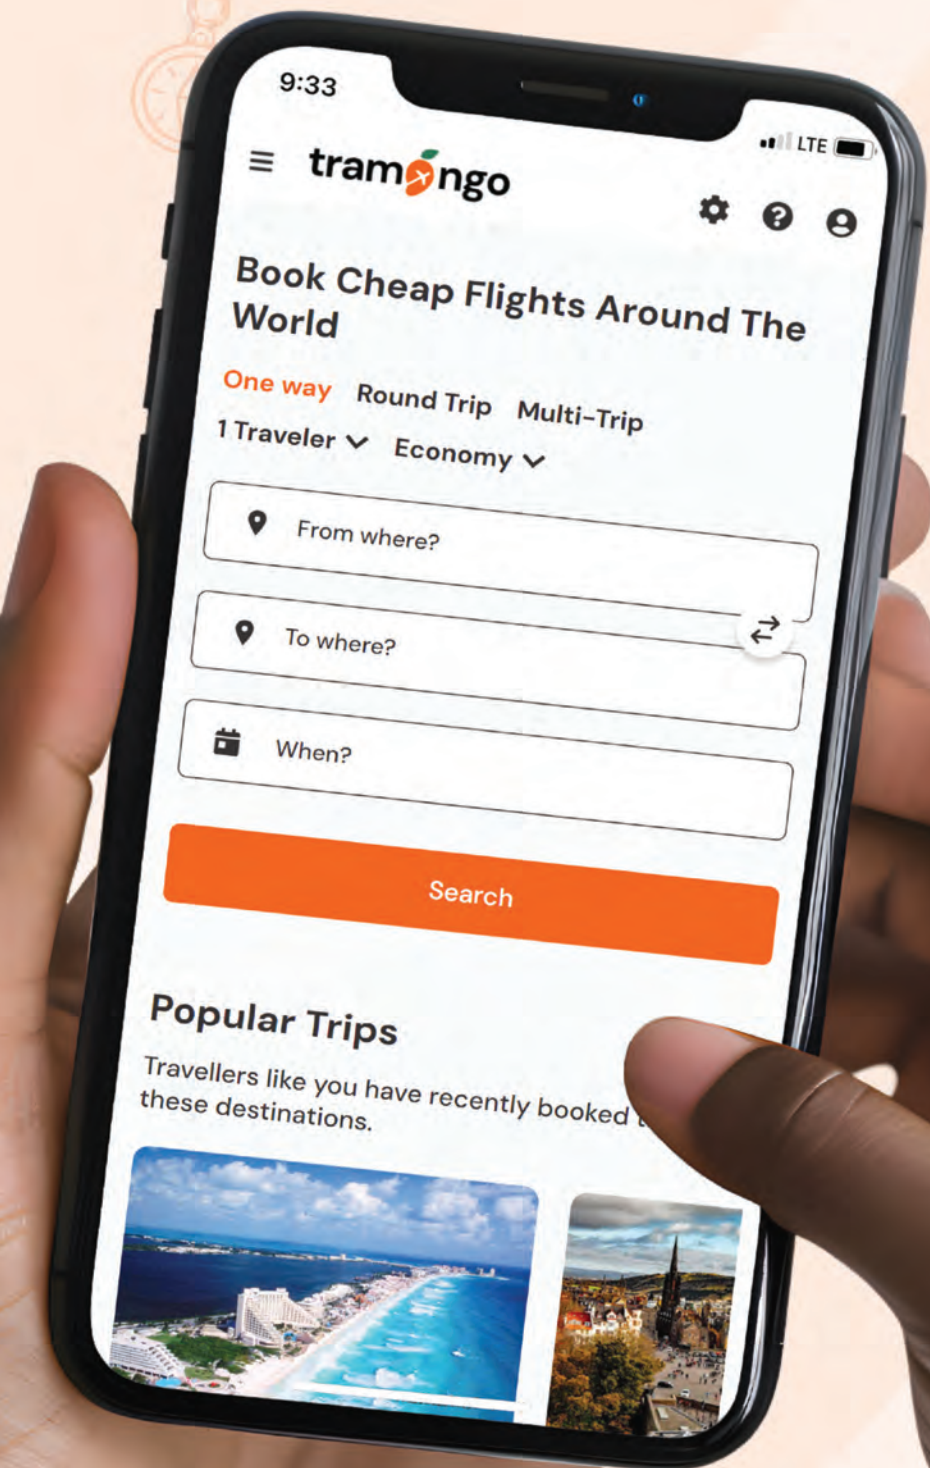 9:33
LTE
tramongo
Book Cheap Flights Around The
World
One way Round Trip Multi-Trip
1 Traveler Economy
From where?
To where?
When?
Search
Popular Trips
Travellers like you have recently booked
these destinations.